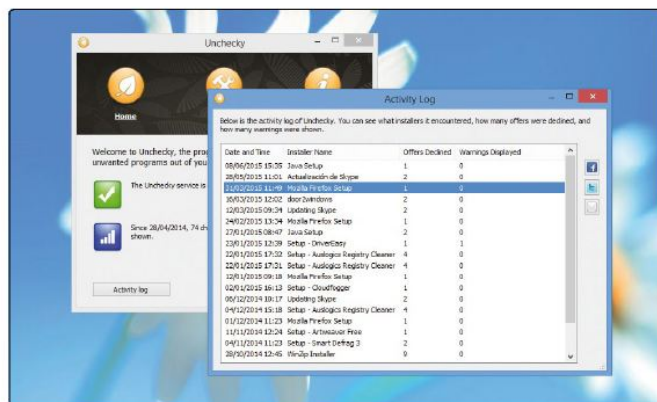 Unchecky
Home
Welcome to Unchecky, the pro
unwanted programs out of you
The Unchecky service is
Since 28/04/2014, 74 ch
shown.
Activity log
Activity Log
Below is the activity log of Unchecky. You can see what installers it encountered, how many offers were declined, and
how many warnings were shown.
Date and Time Installer Name Offers Declined Warnings Displayed
08/06/2015 15:35 Java Setup 1 0
28/05/2015 11:01 Actualización de Skype 2 0
31/03/2015 11:49 Mozilla Firefox Setup 1 0
16/03/2015 12:02 door2windows 2 0
12/03/2015 09:34 Updating Skype 2 0
24/02/2015 13:34 Mozilla Firefox Setup 1 0
27/01/2015 08:47 Java Setup 2 0
23/01/2015 12:39 Setup - DriverEasy 1 1
22/01/2015 17:32 Setup - Auslogics Registry Cleaner 4 0
22/01/2015 17:31 Setup - Auslogics Registry Cleaner 4 0
12/01/2015 09:18 Mozilla Firefox Setup 1 0
02/01/2015 16:13 Setup - Cloudfogger 1 0
06/12/2014 10:17 Updating Skype 2 0
04/12/2014 15:18 Setup - Auslogics Registry Cleaner 4 0
01/12/2014 11:23 Mozilla Firefox Setup 1 0
11/11/2014 12:24 Setup - Artweaver Free 1 0
04/11/2014 11:23 Setup - Smart Defrag 3 2 0
28/10/2014 12:45 WinZip Installer 9 0